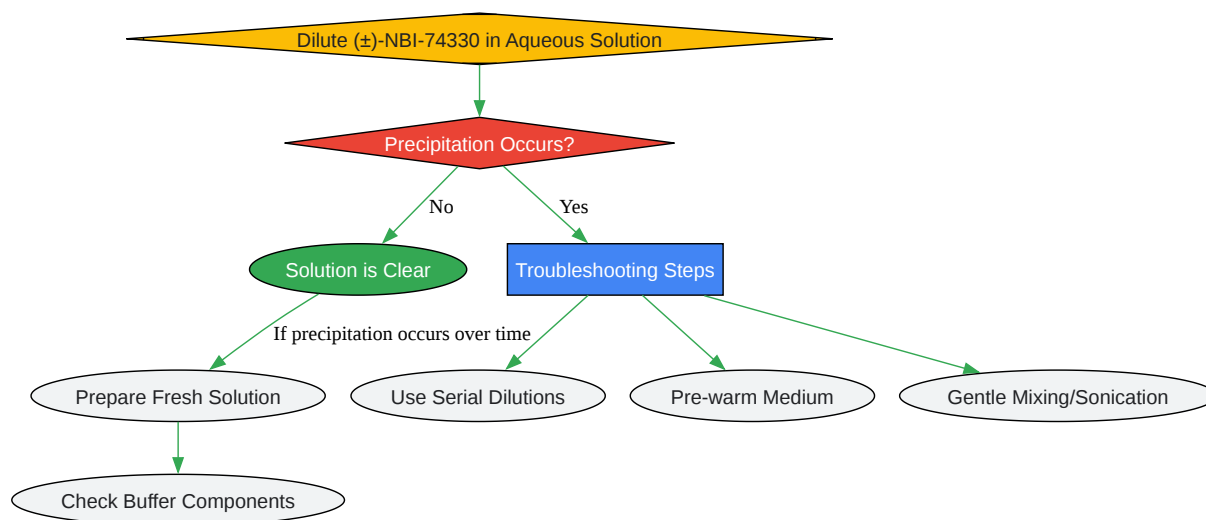 Dilute (±)-NBI-74330 in Aqueous Solution
Precipitation Occurs?
No
Yes
Solution is Clear
Troubleshooting Steps
If precipitation occurs over time
Prepare Fresh Solution
Use Serial Dilutions
Pre-warm Medium
Gentle Mixing/Sonication
Check Buffer Components